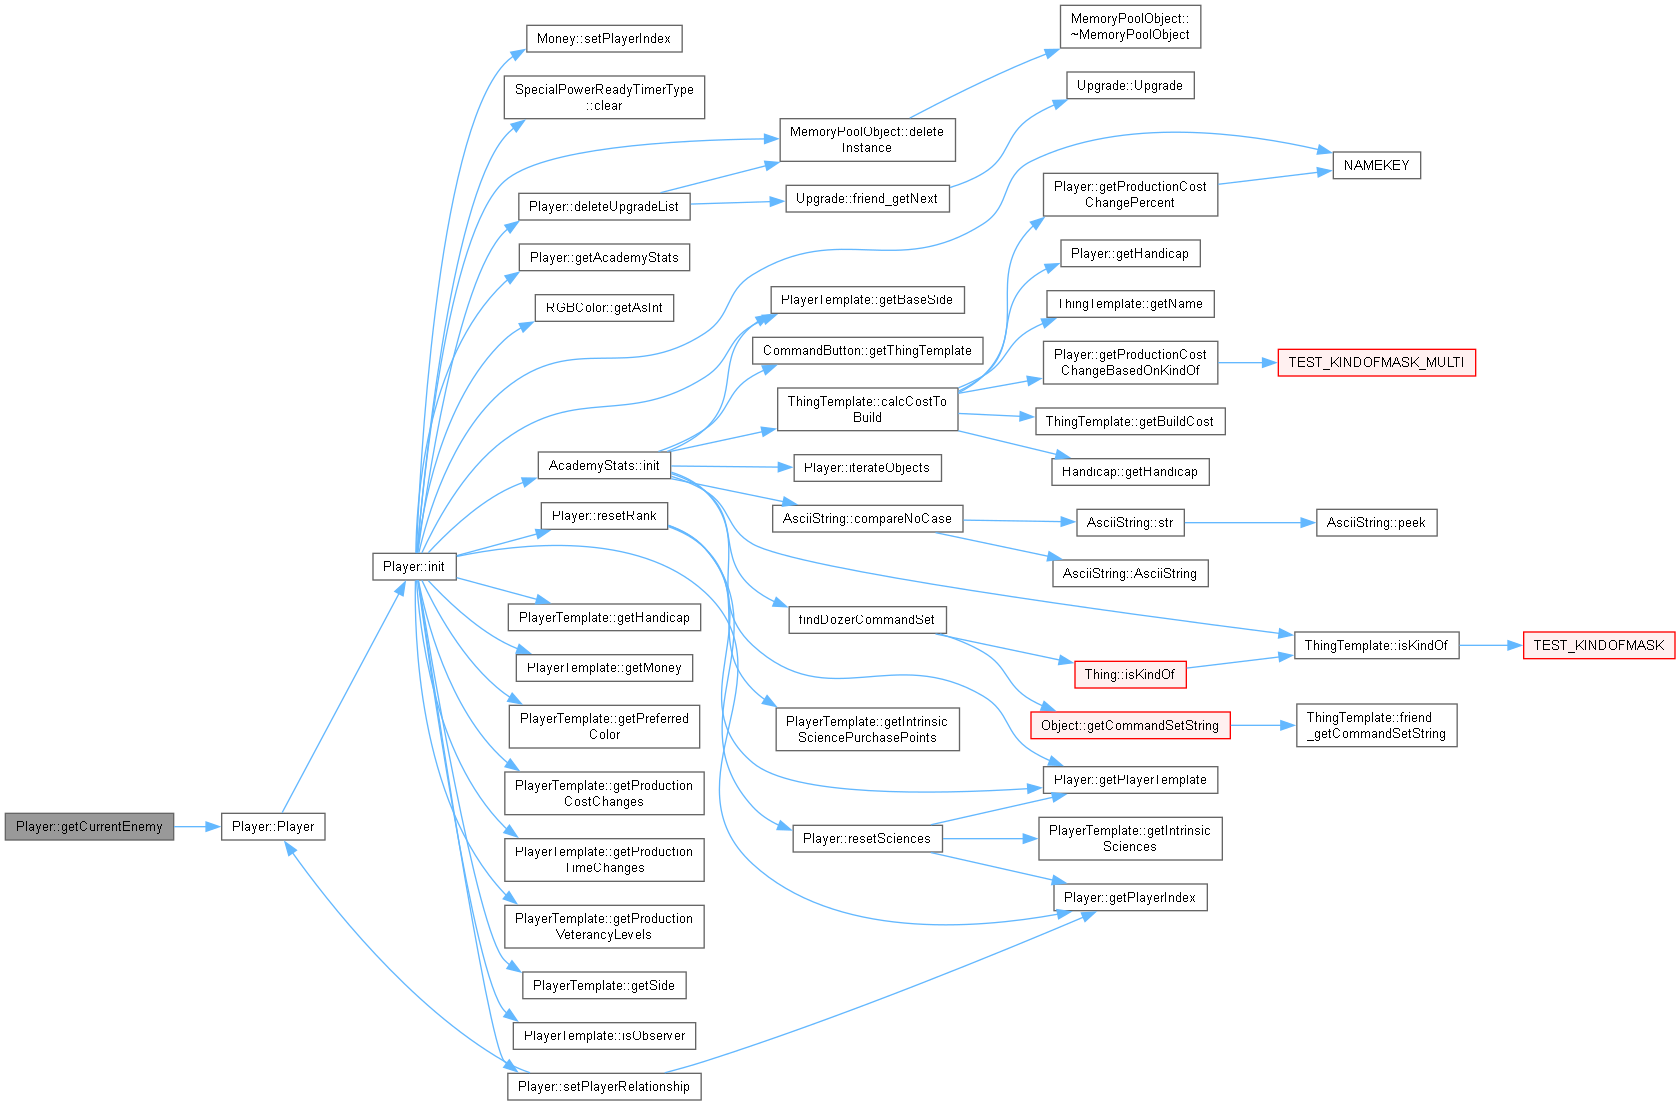 Player::getCurrentEnemy
Player::Player
Player::init
Money::setPlayerIndex
SpecialPowerReadyTimerType
::clear
Player::deleteUpgradeList
Player::getAcademyStats
RGBColor::getAsInt
AcademyStats::init
Player::resetRank
PlayerTemplate::getHandicap
PlayerTemplate::getMoney
PlayerTemplate::getPreferred
Color
PlayerTemplate::getProduction
CostChanges
PlayerTemplate::getProduction
TimeChanges
PlayerTemplate::getProduction
VeterancyLevels
PlayerTemplate::getSide
PlayerTemplate::isObserver
Player::setPlayerRelationship
MemoryPoolObject::delete
Instance
Upgrade::friend_getNext
PlayerTemplate::getBaseSide
CommandButton::getThingTemplate
ThingTemplate::calcCostTo
Build
Player::iterateObjects
AsciiString::compareNoCase
findDozerCommandSet
PlayerTemplate::getIntrinsic
SciencePurchasePoints
Player::resetSciences
MemoryPoolObject::
~MemoryPoolObject
Upgrade::Upgrade
Player::getProductionCost
ChangePercent
Player::getHandicap
ThingTemplate::getName
Player::getProductionCost
ChangeBasedOnKindOf
ThingTemplate::getBuildCost
Handicap::getHandicap
AsciiString::str
AsciiString::AsciiString
Thing::isKindOf
Object::getCommandSetString
Player::getPlayerTemplate
PlayerTemplate::getIntrinsic
Sciences
Player::getPlayerIndex
NAMEKEY
TEST_KINDOFMASK_MULTI
AsciiString::peek
ThingTemplate::isKindOf
ThingTemplate::friend
_getCommandSetString
TEST_KINDOFMASK